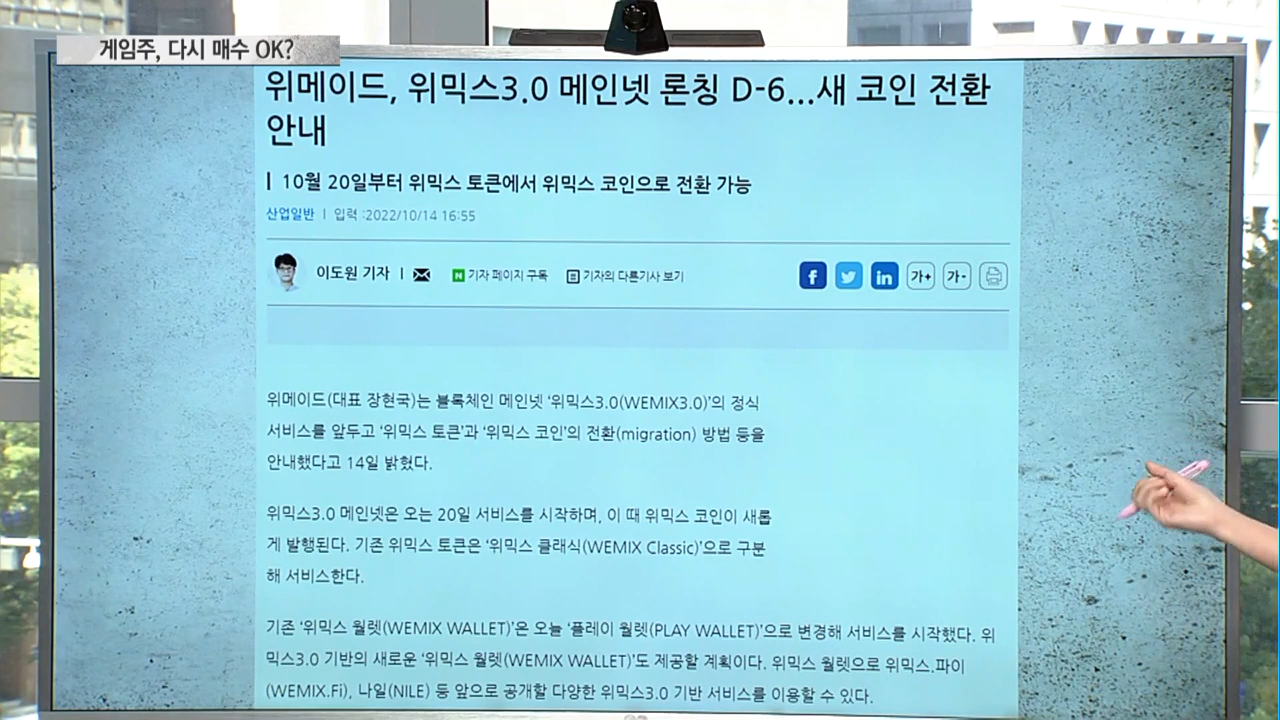 게임주, 다시 매수 OK?
위메이드, 위믹스3.0 메인넷 론칭 D-6...새 코인 전환
안내
10월 20일부터 위믹스 토큰에서 위믹스 코인으로 전환 가능
산업일반 | 입력 :2022/10/14 16:55
이도원 기자 | N 기자 페이지 구독 기자의 다른기사 보기 f in 가+ 가-
위메이드(대표 장현국)는 블록체인 메인넷 '위믹스3.0(WEMIX3.0)'의 정식
서비스를 앞두고 '위믹스 토큰'과 '위믹스 코인'의 전환(migration) 방법 등을
안내했다고 14일 밝혔다.
위믹스3.0 메인넷은 오는 20일 서비스를 시작하며, 이 때 위믹스 코인이 새롭
게 발행된다. 기존 위믹스 토큰은 '위믹스 클래식(WEMIX Classic)'으로 구분
해 서비스한다.
기존 '위믹스 월렛(WEMIX WALLET)'은 오늘 '플레이 월렛(PLAY WALLET)'으로 변경해 서비스를 시작했다. 위
믹스3.0 기반의 새로운 '위믹스 월렛(WEMIX WALLET)'도 제공할 계획이다. 위믹스 월렛으로 위믹스.파이
(WEMIX.Fi), 나일(NILE) 등 앞으로 공개할 다양한 위믹스3.0 기반 서비스를 이용할 수 있다.